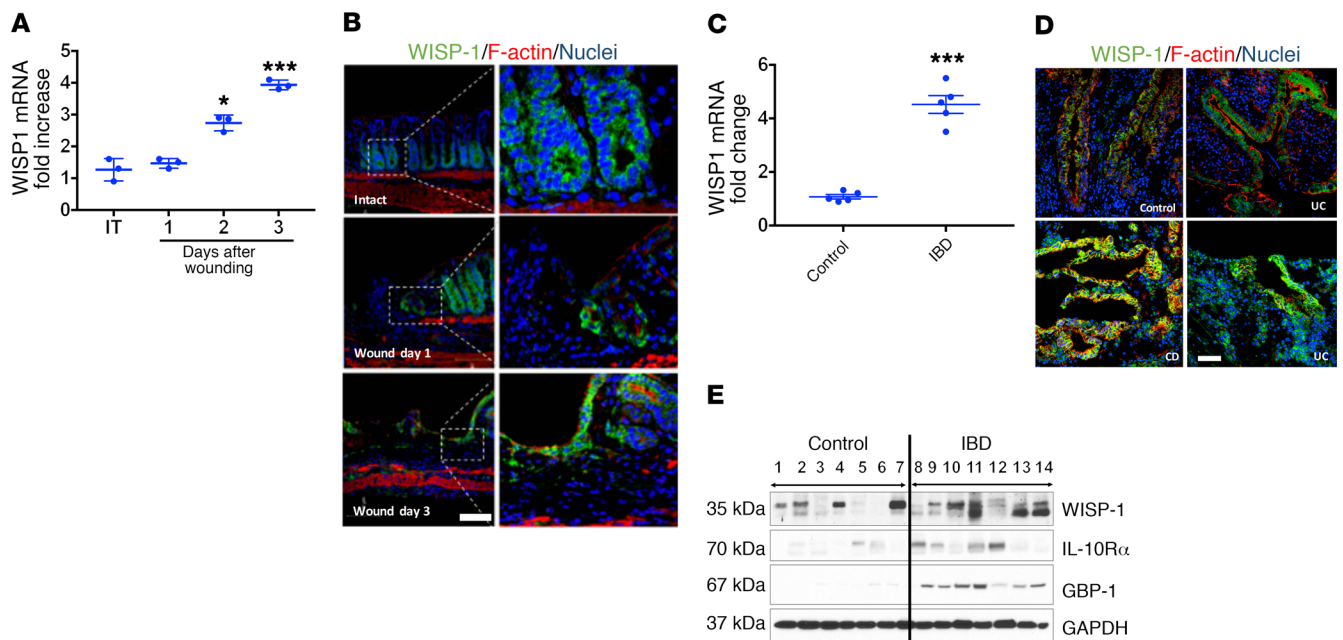 A
WISP1 mRNA
fold increase
5
4
3
2
1
0
*
***
IT
1
2
3
Days after
wounding
B
WISP-1/F-actin/Nuclei
Intact
Wound day 1
Wound day 3
C
WISP1 mRNA
fold change
6
4
2
0
***
Control
IBD
D
WISP-1/F-actin/Nuclei
Control
UC
CD
UC
E
Control
IBD
1 2 3 4 5 6 7 8 9 10 11 12 13 14
35 kDa WISP-1
70 kDa IL-10Rα
67 kDa GBP-1
37 kDa GAPDH